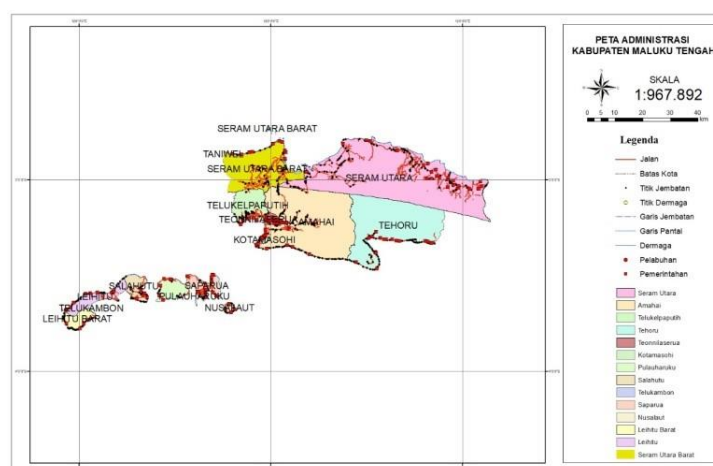 PETA ADMINISTRASI
KABUPATEN MALUKU TENGAH
SKALA
1:967.892
0 5 10 20 30 40
km
Legenda
Jalan
Batas Kota
Titik Jembatan
Titik Dermaga
Garis Jembatan
Garis Pantai
Dermaga
Pelabuhan
Pemerintahan
Seram Utara
Amahai
Telukelpaputih
Tehoru
Teonnilaserua
Kotamasohi
Pulauharuku
Salahutu
Telukambon
Saparua
Nusalaut
Leihitu Barat
Leihitu
Seram Utara Barat
SERAM UTARA BARAT
TANIWEL
SERAM UTARA BARAT
SERAM UTARA
TELUKELPAPUTIH
TEONNILASERUA
AMAHAI
TEHORU
KOTAMASOHI
SALAHUTU
SAPARUA
LEIHITU
PULAUHARUKU
TELUKAMBON
NUSALAUT
LEIHITU BARAT